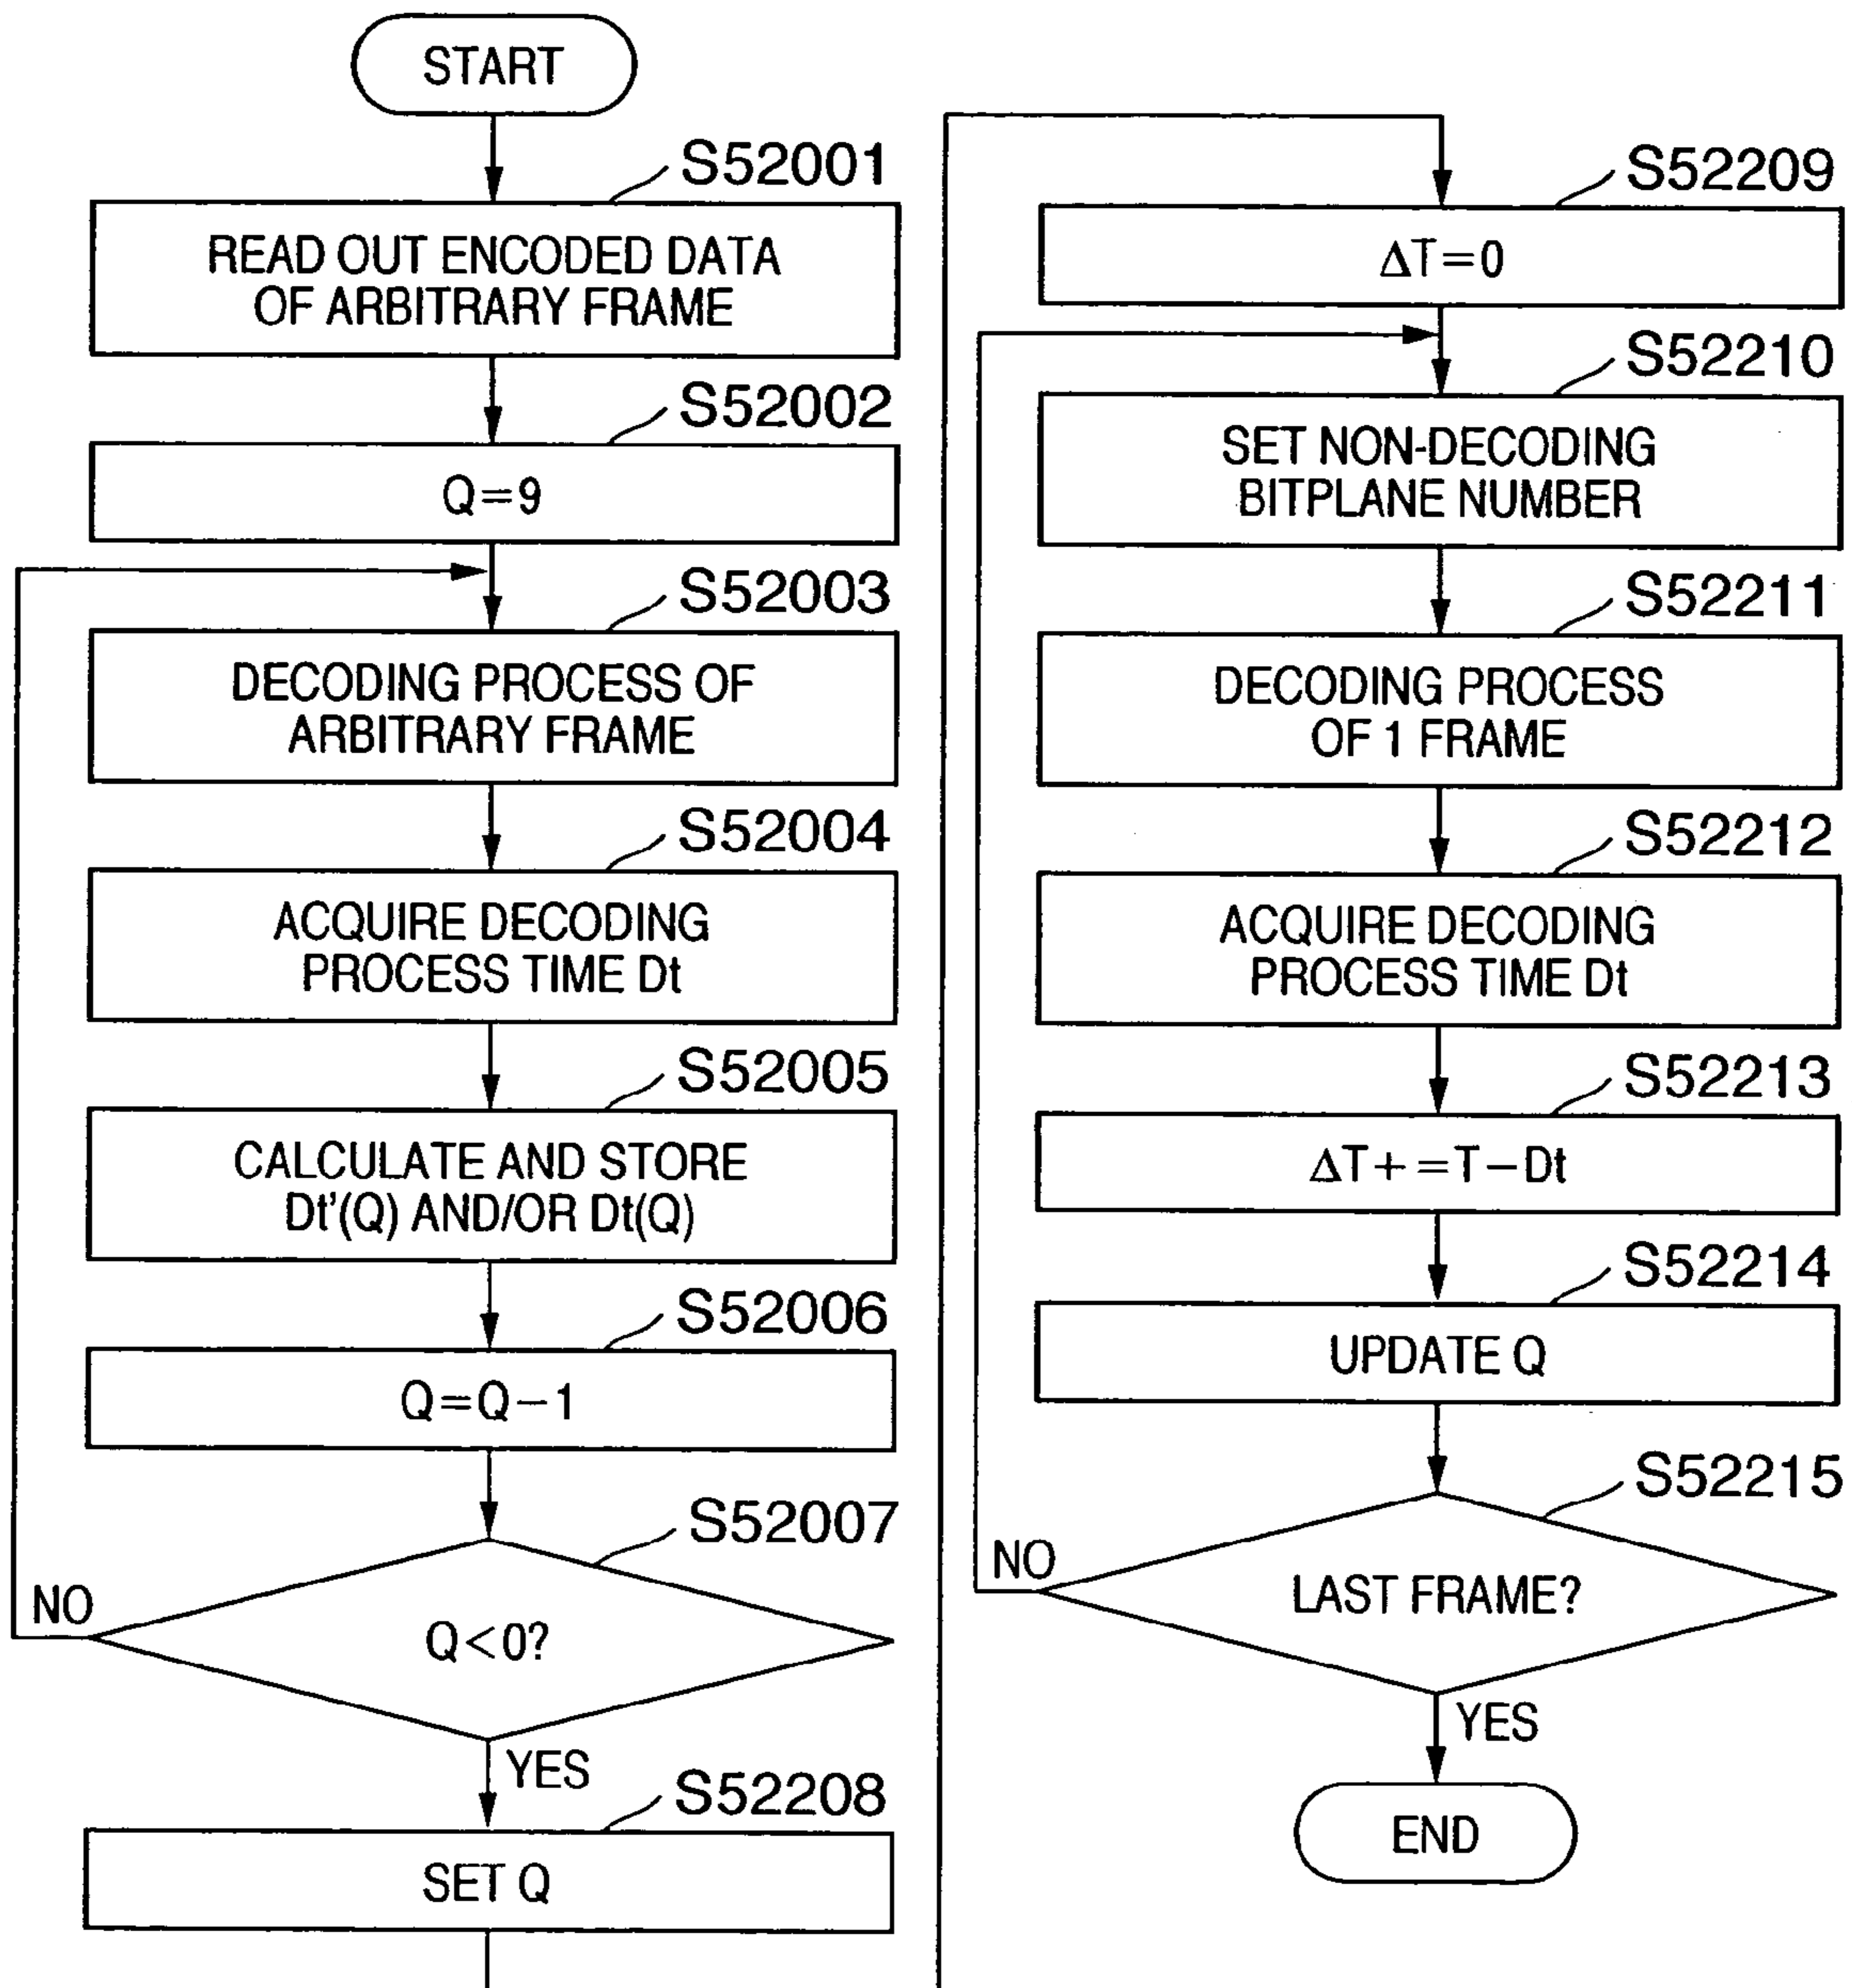 START
S52001
READ OUT ENCODED DATA
OF ARBITRARY FRAME
S52002
Q=9
S52003
DECODING PROCESS OF
ARBITRARY FRAME
S52004
ACQUIRE DECODING
PROCESS TIME Dt
S52005
CALCULATE AND STORE
Dt'(Q) AND/OR Dt(Q)
S52006
Q=Q-1
S52007
Q<0?
NO
YES
S52208
SET Q
S52209
ΔT=0
S52210
SET NON-DECODING
BITPLANE NUMBER
S52211
DECODING PROCESS
OF 1 FRAME
S52212
ACQUIRE DECODING
PROCESS TIME Dt
S52213
ΔT+=T-Dt
S52214
UPDATE Q
S52215
LAST FRAME?
NO
YES
END